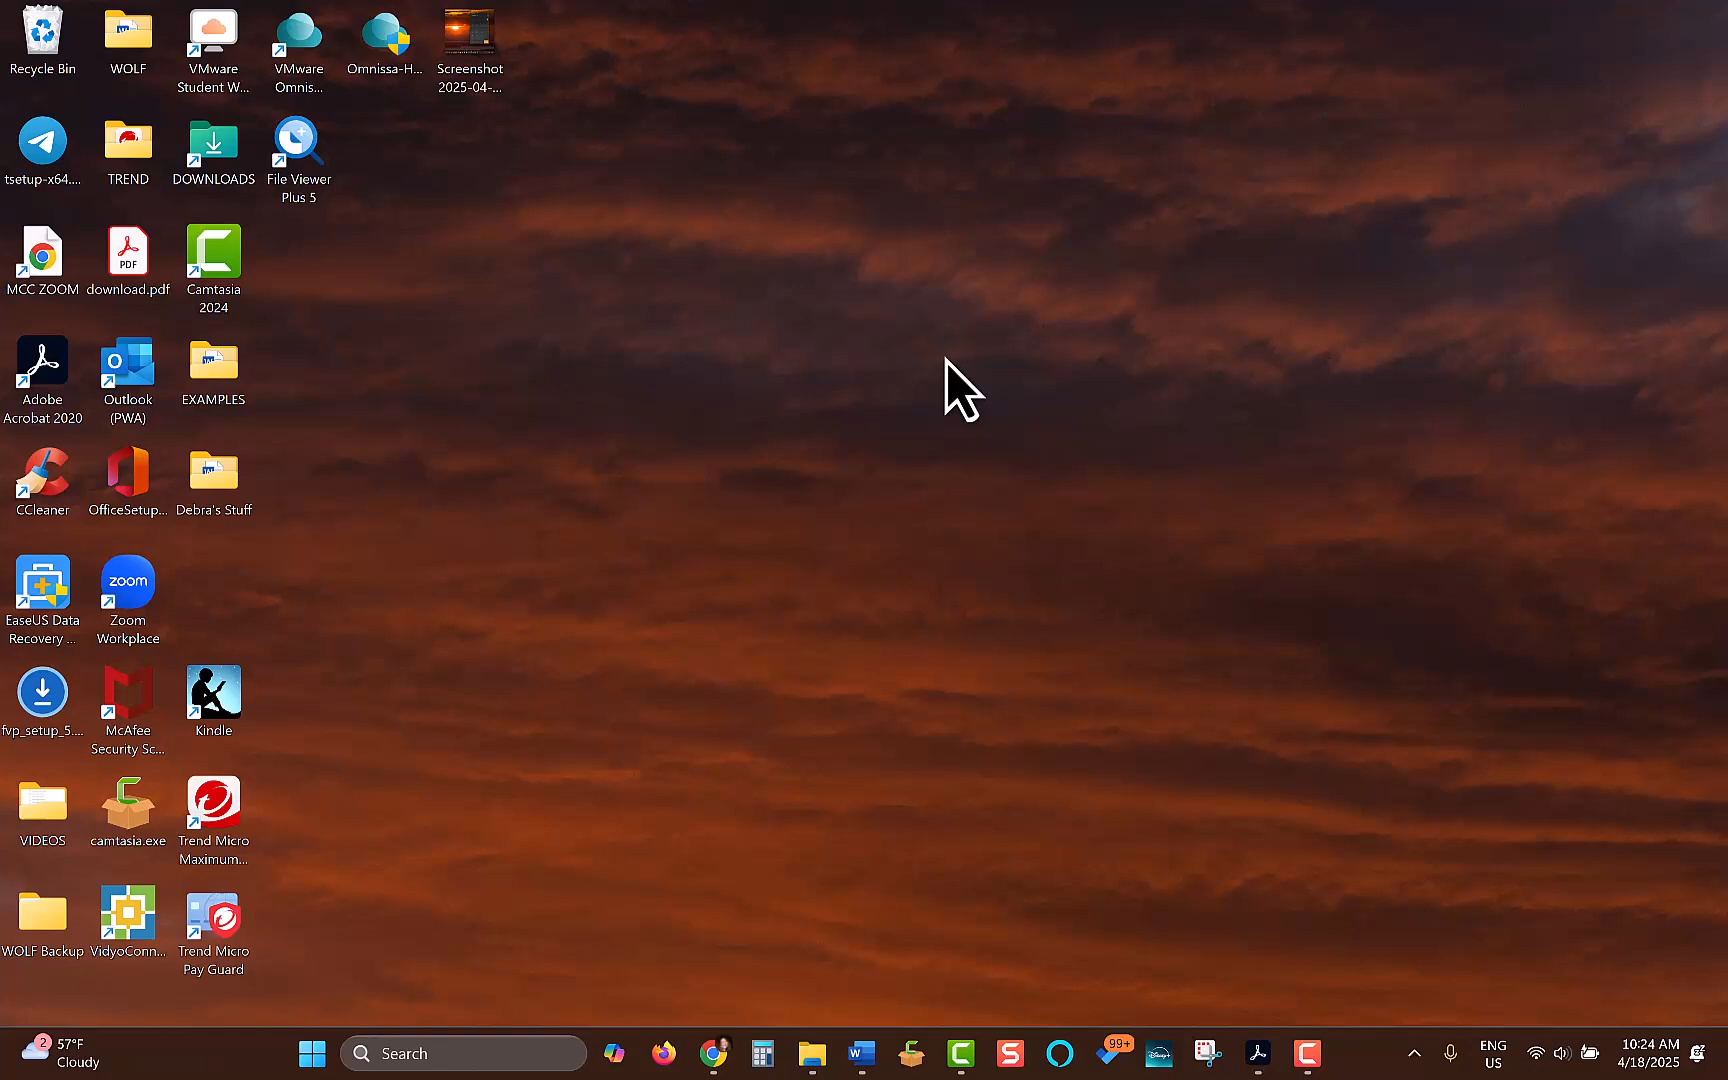 Recycle Bin
WOLF
VMware
Student W...
VMware
Omnis...
Omnissa-H...
Screenshot
2025-04-...
tsetup-x64....
TREND
DOWNLOADS
File Viewer
Plus 5
MCC ZOOM
PDF
download.pdf
Camtasia
2024
Adobe
Acrobat 2020
Outlook
(PWA)
EXAMPLES
CCleaner
OfficeSetup...
Debra's Stuff
EaseUS Data
Recovery ...
zoom
Zoom
Workplace
fvp_setup_5....
McAfee
Security Sc...
Kindle
VIDEOS
camtasia.exe
Trend Micro
Maximum...
WOLF Backup
VidyoConn...
Trend Micro
Pay Guard
2
57°F
Cloudy
Search
99+
Disney+
ENG
US
10:24 AM
4/18/2025